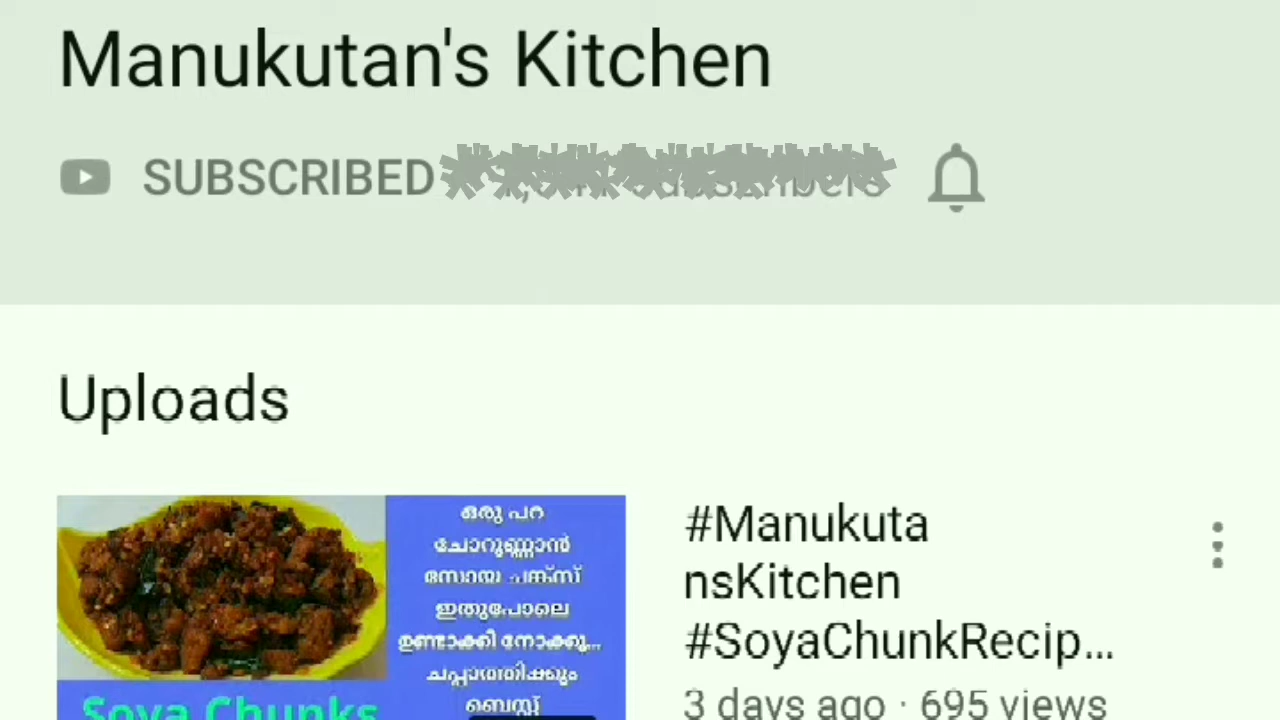 Manukutan's Kitchen
SUBSCRIBED
Uploads
ഒരു പറ
ചോറുണ്ണാൻ
സോയ ചങ്ക്സ്
ഇതുപോലെ
ഉണ്ടാക്കി നോക്കൂ...
ചപ്പാത്തിക്കും
ബെസ്റ്റ്
Soya Chunks
#Manukuta
nsKitchen
#SoyaChunkRecip...
3 days ago · 695 views